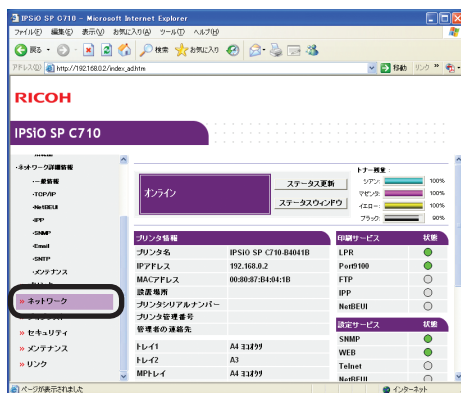 IPSiO SP C710 - Microsoft Internet Explorer
ファイル(F) 編集(E) 表示(V) お気に入り(A) ツール(T) ヘルプ(H)
戻る 検索 お気に入り
アドレス(D) http://192.168.0.2/index_ad.htm 移動 リンク
RICOH
IPSiO SP C710
・ネットワーク詳細情報
-一般情報
-TCP/IP
-NetBEUI
-IPP
-SNMP
-Email
-SNTP
-メンテナンス
» ネットワーク
» セキュリティ
» メンテナンス
» リンク
オンライン
ステータス更新
ステータスウィンドウ
トナー残量:
シアン: 100%
マゼンタ: 100%
イエロー: 100%
ブラック: 90%
プリンタ情報
プリンタ名 IPSiO SP C710-B4041B
IPアドレス 192.168.0.2
MACアドレス 00:80:87:B4:04:1B
設置場所
プリンタシリアルナンバー
プリンタ管理番号
管理者の連絡先
トレイ1 A4 ヨコオクリ
トレイ2 A3
MPトレイ A4 ヨコオクリ
印刷サービス 状態
LPR
Port9100
FTP
IPP
NetBEUI
設定サービス 状態
SNMP
WEB
Telnet
NetBEUI
ページが表示されました インターネット